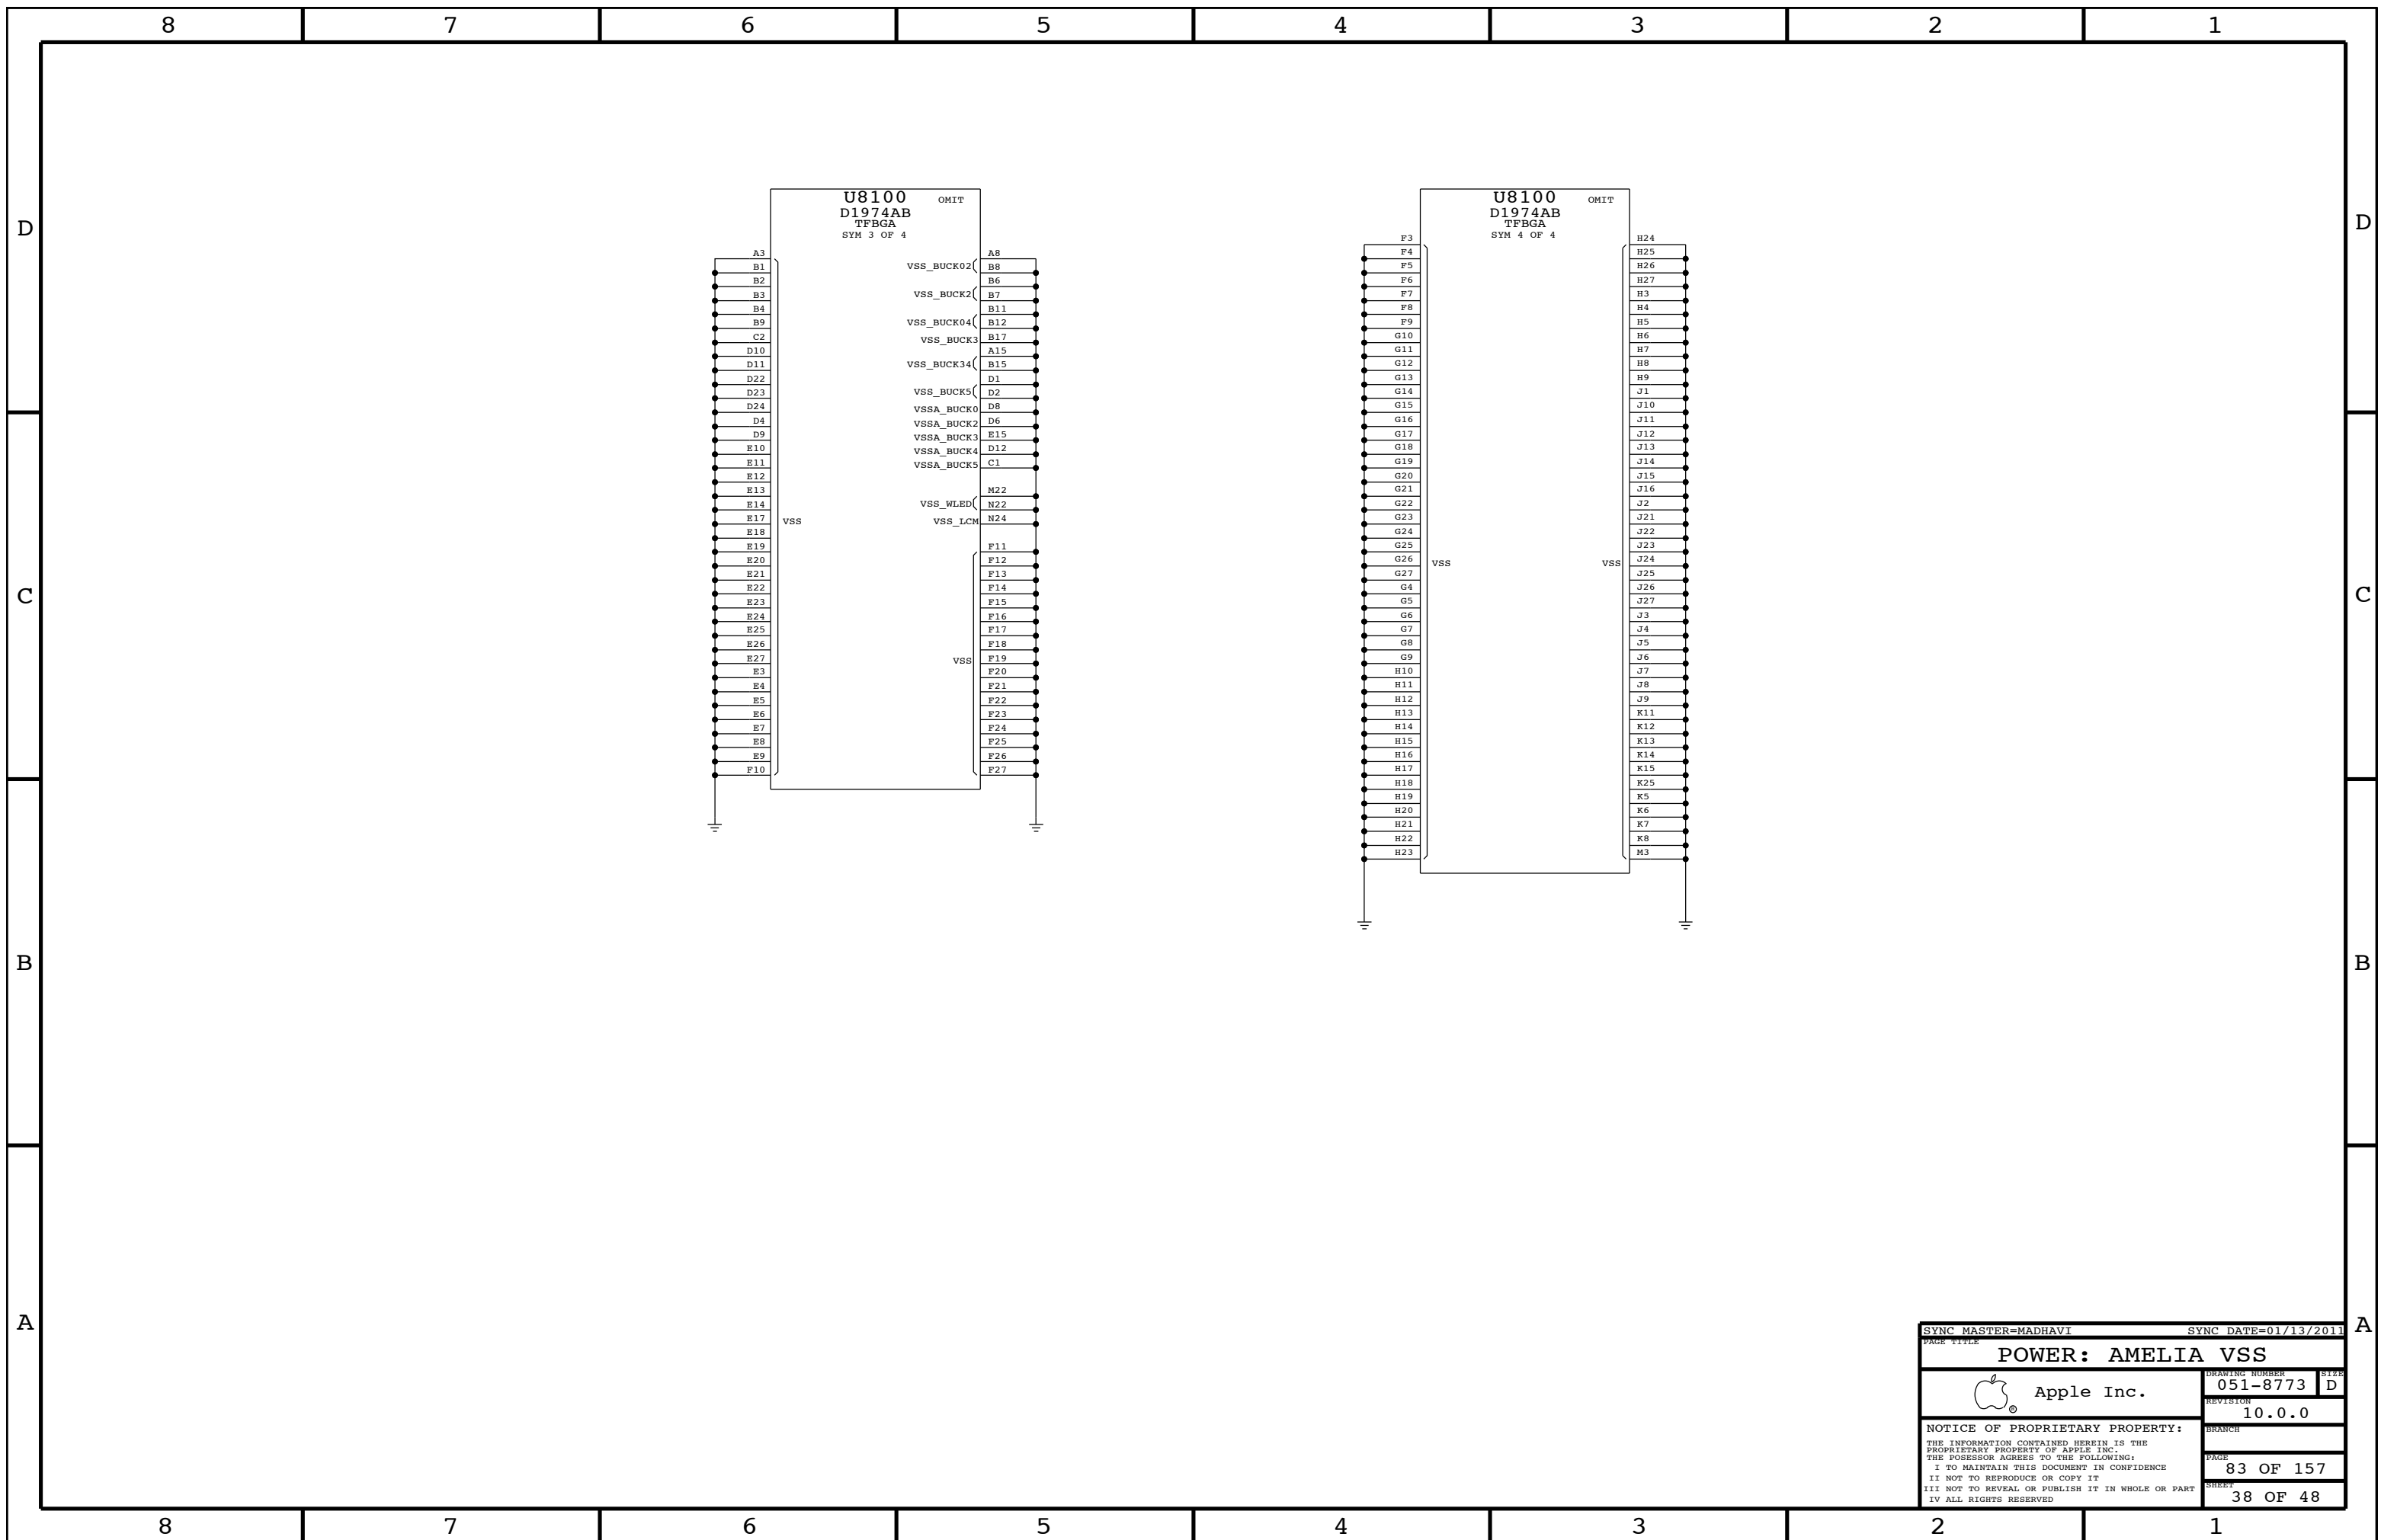 8 7 6 5 4 3 2 1
D
D
C
C
B
B
A
A
U8100 OMIT
D1974AB
TFBGA
SYM 3 OF 4
A3
B1
B2
B3
B4
B9
C2
D10
D11
D22
D23
D24
D4
D9
E10
E11
E12
E13
E14
E17
E18
E19
E20
E21
E22
E23
E24
E25
E26
E27
E3
E4
E5
E6
E7
E8
E9
F10
VSS
VSS_BUCK02
VSS_BUCK2
VSS_BUCK04
VSS_BUCK3
VSS_BUCK34
VSS_BUCK5
VSSA_BUCK0
VSSA_BUCK2
VSSA_BUCK3
VSSA_BUCK4
VSSA_BUCK5
VSS_WLED
VSS_LCM
VSS
A8
B8
B6
B7
B11
B12
B17
A15
B15
D1
D2
D8
D6
E15
D12
C1
M22
N22
N24
F11
F12
F13
F14
F15
F16
F17
F18
F19
F20
F21
F22
F23
F24
F25
F26
F27
U8100 OMIT
D1974AB
TFBGA
SYM 4 OF 4
F3
F4
F5
F6
F7
F8
F9
G10
G11
G12
G13
G14
G15
G16
G17
G18
G19
G20
G21
G22
G23
G24
G25
G26
G27
G4
G5
G6
G7
G8
G9
H10
H11
H12
H13
H14
H15
H16
H17
H18
H19
H20
H21
H22
H23
VSS
VSS
H24
H25
H26
H27
H3
H4
H5
H6
H7
H8
H9
J1
J10
J11
J12
J13
J14
J15
J16
J2
J21
J22
J23
J24
J25
J26
J27
J3
J4
J5
J6
J7
J8
J9
K11
K12
K13
K14
K15
K25
K5
K6
K7
K8
M3
SYNC MASTER=MADHAVI SYNC DATE=01/13/2011
PAGE TITLE
POWER: AMELIA VSS
Apple Inc.
®
DRAWING NUMBER
051-8773
SIZE
D
REVISION
10.0.0
BRANCH
NOTICE OF PROPRIETARY PROPERTY:
THE INFORMATION CONTAINED HEREIN IS THE
PROPRIETARY PROPERTY OF APPLE INC.
THE POSESSOR AGREES TO THE FOLLOWING:
I TO MAINTAIN THIS DOCUMENT IN CONFIDENCE
II NOT TO REPRODUCE OR COPY IT
III NOT TO REVEAL OR PUBLISH IT IN WHOLE OR PART
IV ALL RIGHTS RESERVED
PAGE
83 OF 157
SHEET
38 OF 48
8 7 6 5 4 3 2 1